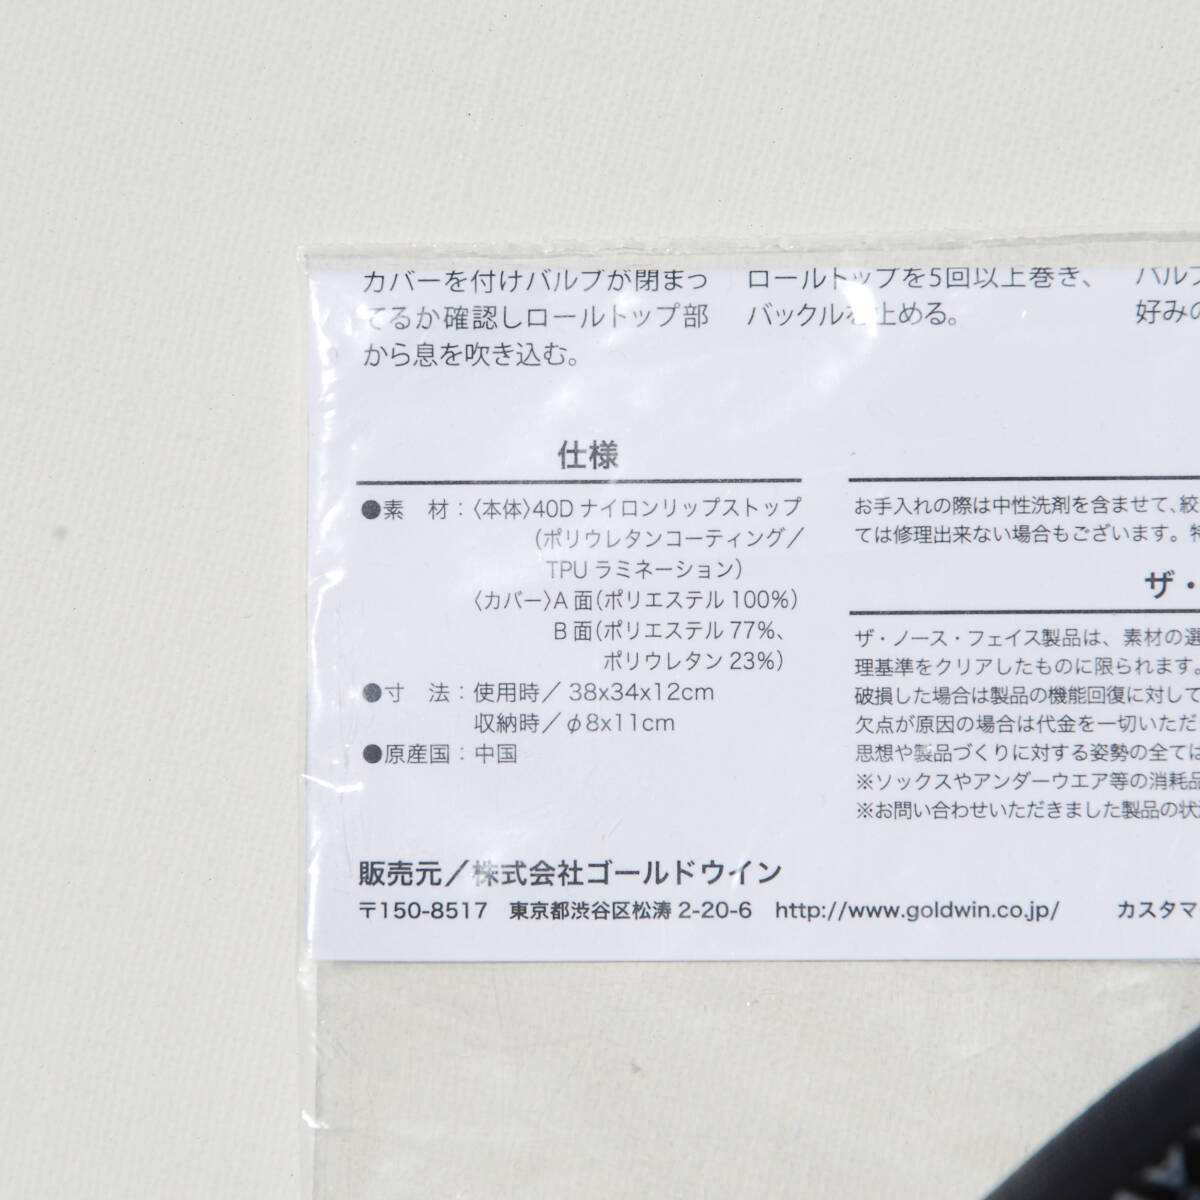 カバーを付けバルブが閉まっ
てるか確認しロールトップ部
から息を吹き込む。
ロールトップを5回以上巻き、
バックルを止める。
バルブ
好みの
仕様
●素　材：〈本体〉40D ナイロンリップストップ
(ポリウレタンコーティング／
TPU ラミネーション)
〈カバー〉A 面(ポリエステル 100%)
B 面(ポリエステル 77%、
ポリウレタン 23%)
●寸　法：使用時／ 38x34x12cm
収納時／ φ8x11cm
●原産国：中国
お手入れの際は中性洗剤を含ませて、絞
ては修理出来ない場合もございます。特
ザ・
ザ・ノース・フェイス製品は、素材の選
理基準をクリアしたものに限られます。
破損した場合は製品の機能回復に対して
欠点が原因の場合は代金を一切いただ
思想や製品づくりに対する姿勢の全ては
※ソックスやアンダーウエア等の消耗品
※お問い合わせいただきました製品の状況
販売元／株式会社ゴールドウイン
〒150-8517　東京都渋谷区松涛 2-20-6　http://www.goldwin.co.jp/　カスタマ